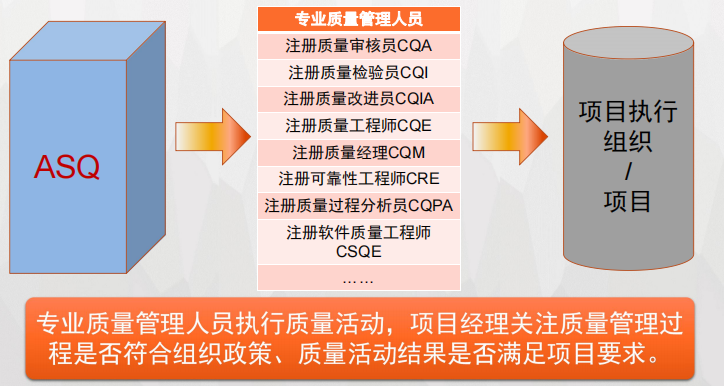 ASQ
专业质量管理人员
注册质量审核员CQA
注册质量检验员CQI
注册质量改进员CQIA
注册质量工程师CQE
注册质量经理CQM
注册可靠性工程师CRE
注册质量过程分析员CQPA
注册软件质量工程师
CSQE
……
项目执行
组织
/
项目
专业质量管理人员执行质量活动，项目经理关注质量管理过
程是否符合组织政策、质量活动结果是否满足项目要求。